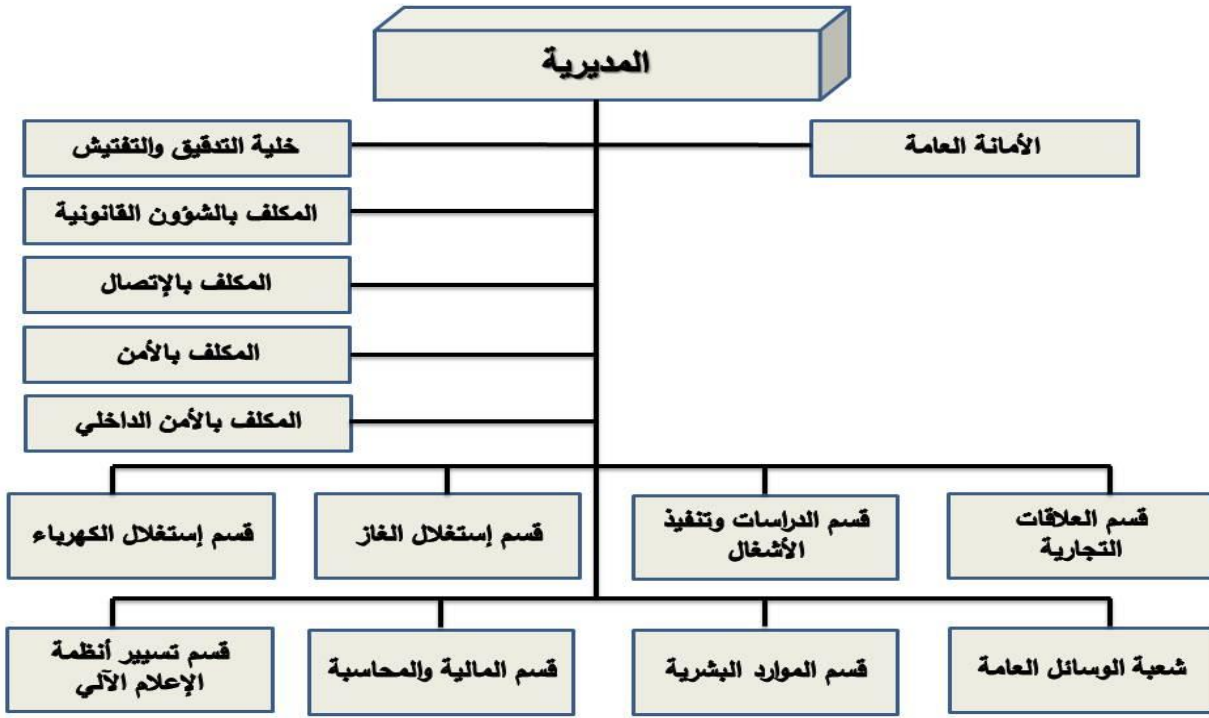 المديرية
الأمانة العامة
خلية التدقيق والتفتيش
المكلف بالشؤون القانونية
المكلف بالإتصال
المكلف بالأمن
المكلف بالأمن الداخلي
قسم العلاقات
التجارية
قسم الدراسات وتنفيذ
الأشغال
قسم إستغلال الغاز
قسم إستغلال الكهرباء
شعبة الوسائل العامة
قسم الموارد البشرية
قسم المالية والمحاسبة
قسم تسيير أنظمة
الإعلام الآلي